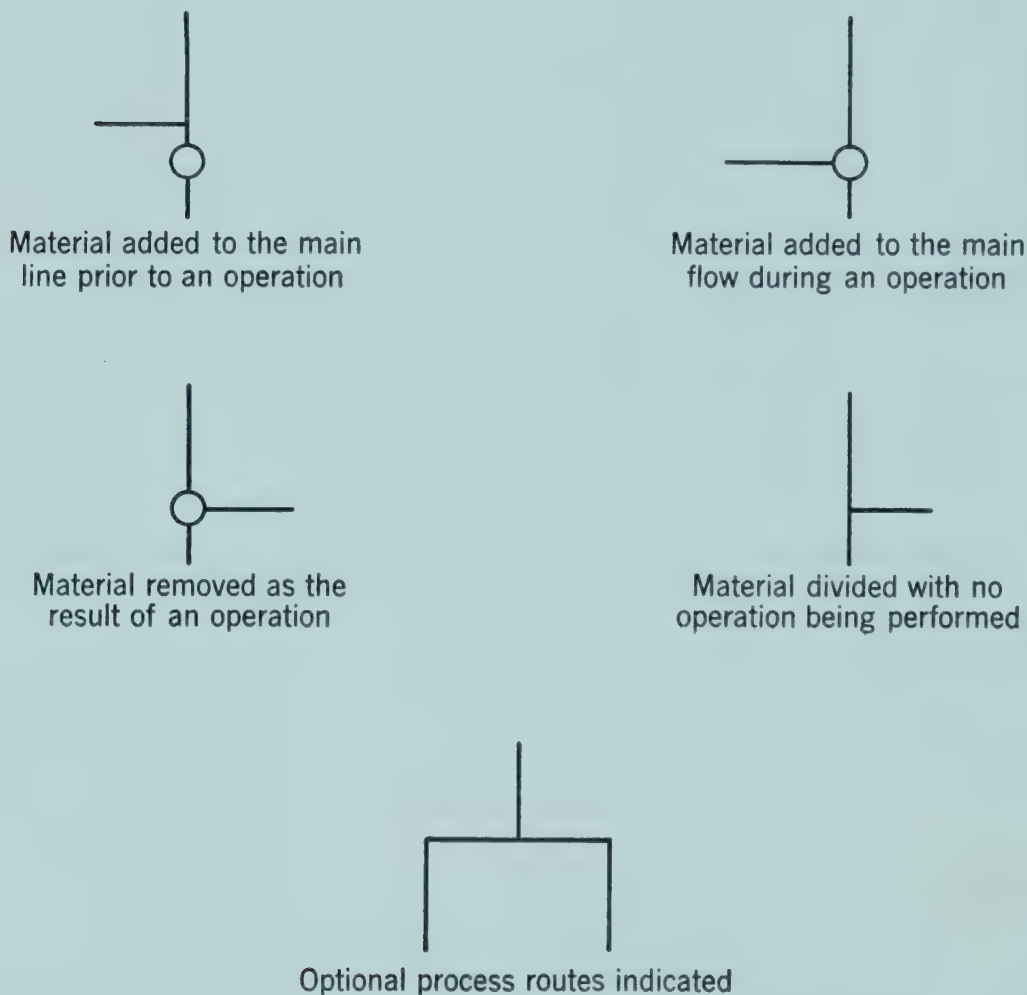 Material added to the main
line prior to an operation
Material added to the main
flow during an operation
Material removed as the
result of an operation
Material divided with no
operation being performed
Optional process routes indicated